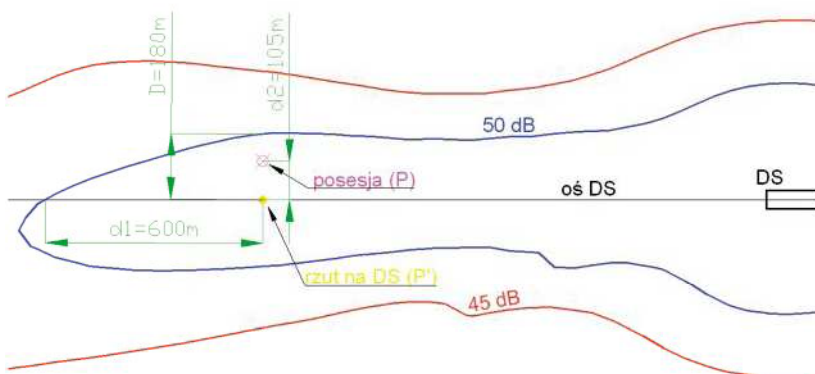 D=180m
d2=105m
50 dB
posesja (P)
oś DS
DS
d1=600m
rzut na DS (P')
45 dB